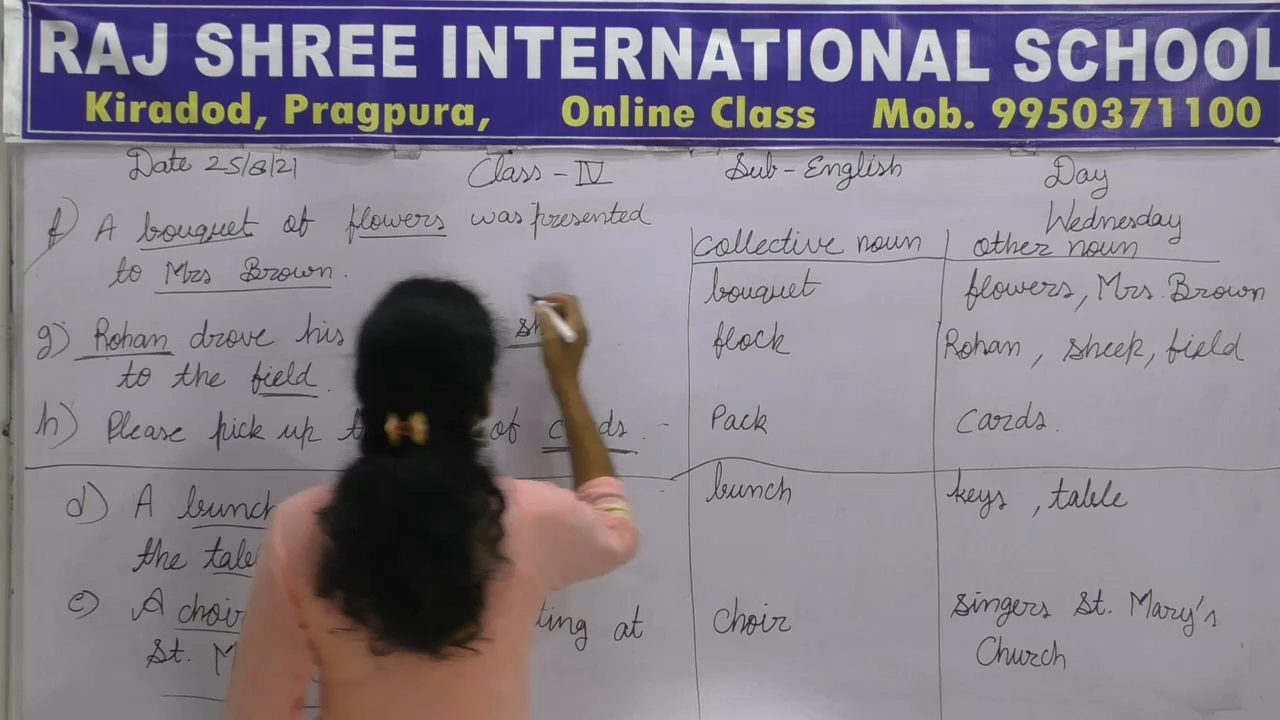 RAJ SHREE INTERNATIONAL SCHOOL
Kiradod, Pragpura, Online Class Mob. 9950371100
Date 25/8/21 Class - IV Sub - English Day
Wednesday
f) A bouquet of flowers was presented
to Mrs Brown.
g) Rohan drove his
to the field.
h) Please pick up of cards.
d) A bunch
the
e) A choir at
St.
collective noun other noun
bouquet flowers, Mrs. Brown
flock Rohan, sheep, field
Pack Cards.
bunch keys, table
choir singers St. Mary's
Church